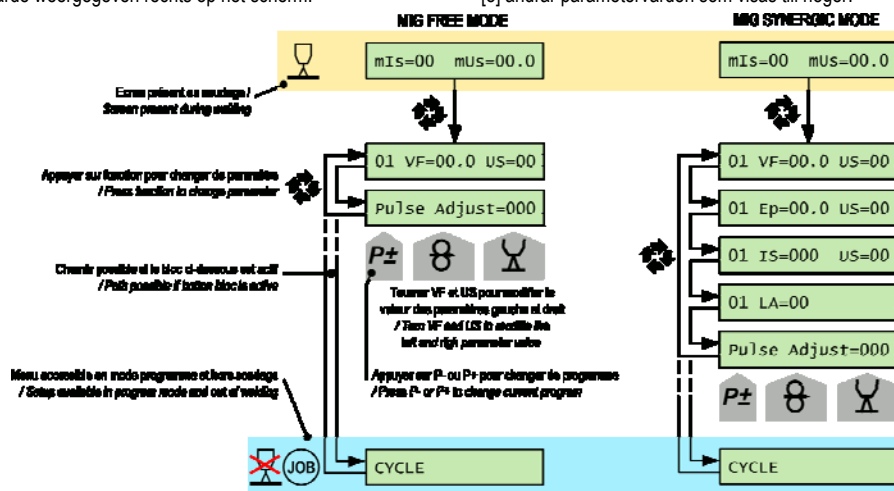 weergegeven rechts op het scherm.
MIG FREE MODE
MIG SYNERGIC MODE
mIs=00 mUs=00.0
mIs=00 mUs=00.0
Ecran présent au soudage /
Screen present during welding
01 VF=00.0 US=00
Pulse Adjust=000
01 VF=00.0 US=00
01 Ep=00.0 US=00
01 IS=000 US=00
01 LA=00
Pulse Adjust=000
Appuyer sur fonction pour changer de paramètre
/ Press function to change parameter
P±
P±
Chemin possible si le bloc ci-dessous est actif
/ Path possible if bottom bloc is active
Tourner VF et US pour modifier la
valeur des paramètres gauche et droit
/ Turn VF and US to modifie the
left and righ parameter value
Appuyer sur P- ou P+ pour changer de programme
/ Press P- or P+ to change current program
Menu accessible en mode programme et hors-soudage
/ Setup available in program mode and out of welding
JOB
CYCLE
CYCLE